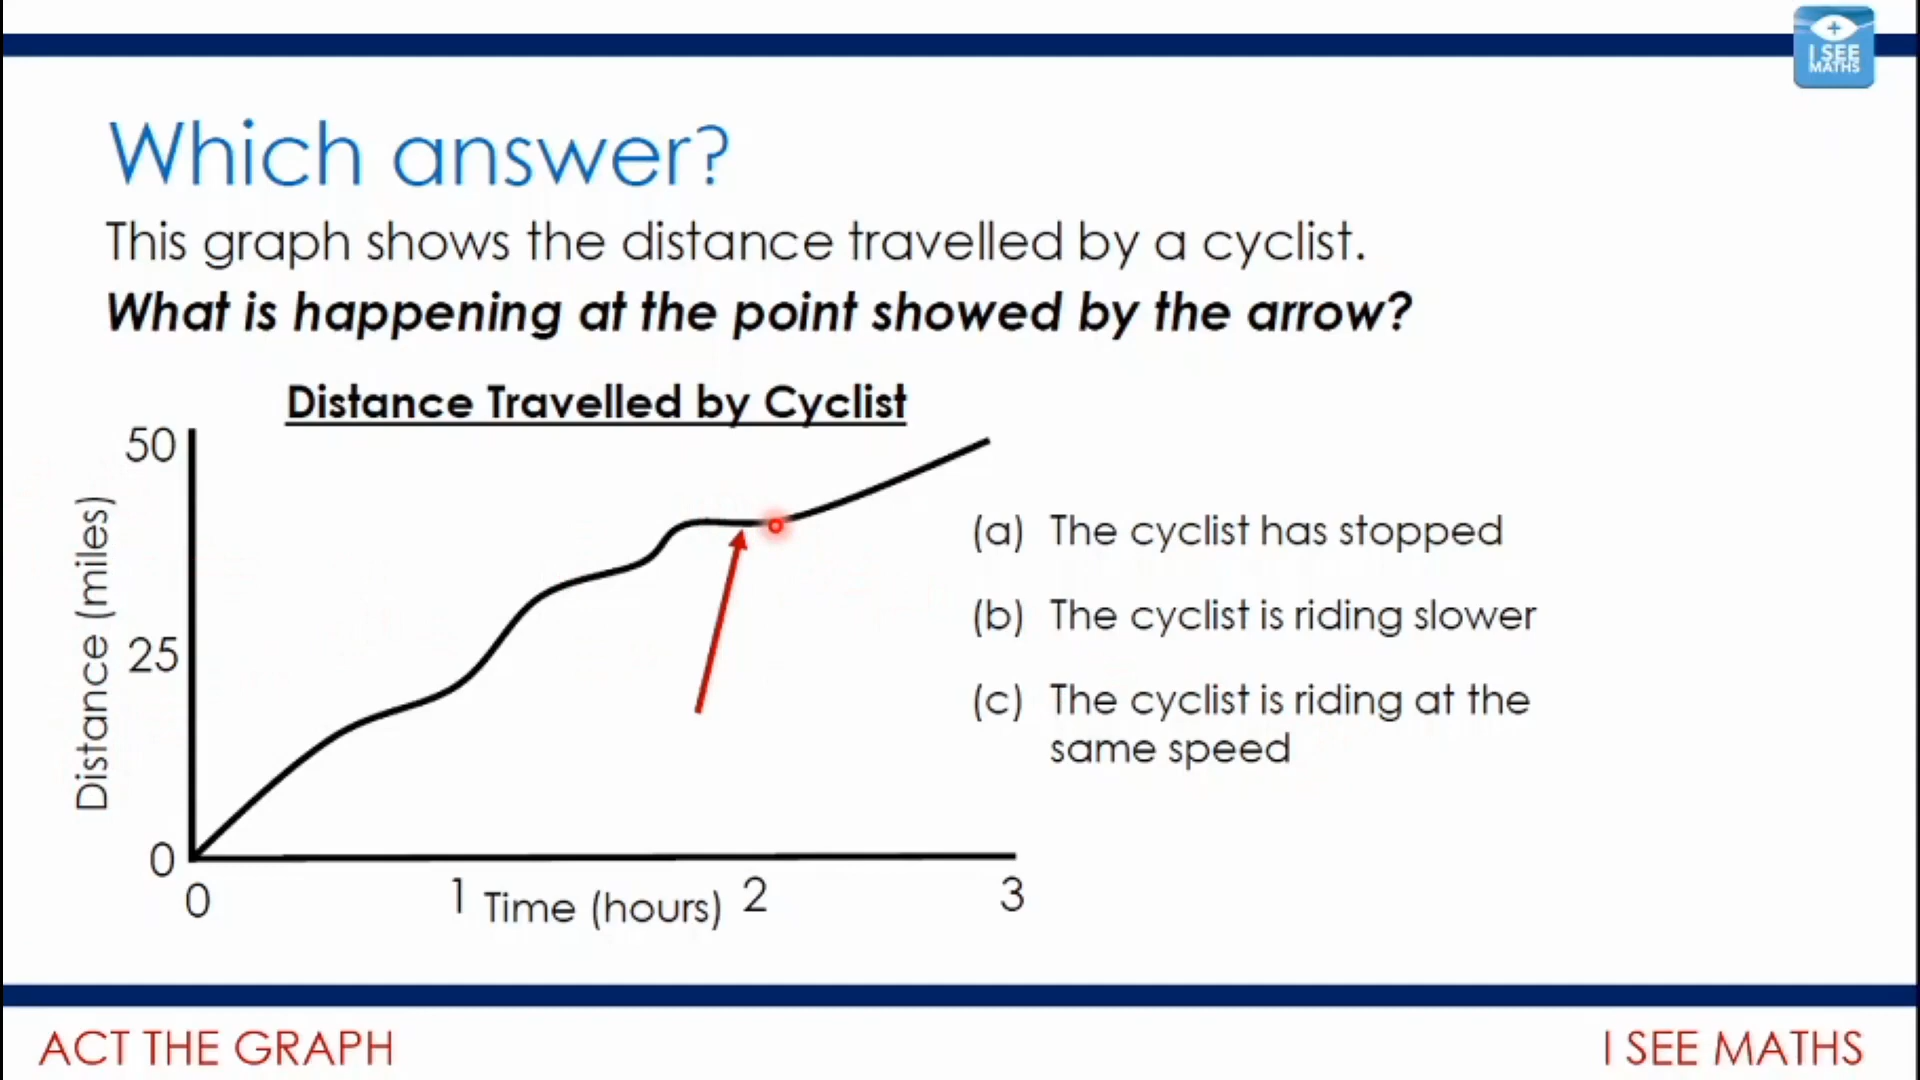 I SEE
MATHS
Which answer?
This graph shows the distance travelled by a cyclist.
What is happening at the point showed by the arrow?
Distance Travelled by Cyclist
50
25
0
Distance (miles)
0
1
Time (hours)
2
3
(a) The cyclist has stopped
(b) The cyclist is riding slower
(c) The cyclist is riding at the
same speed
ACT THE GRAPH
I SEE MATHS